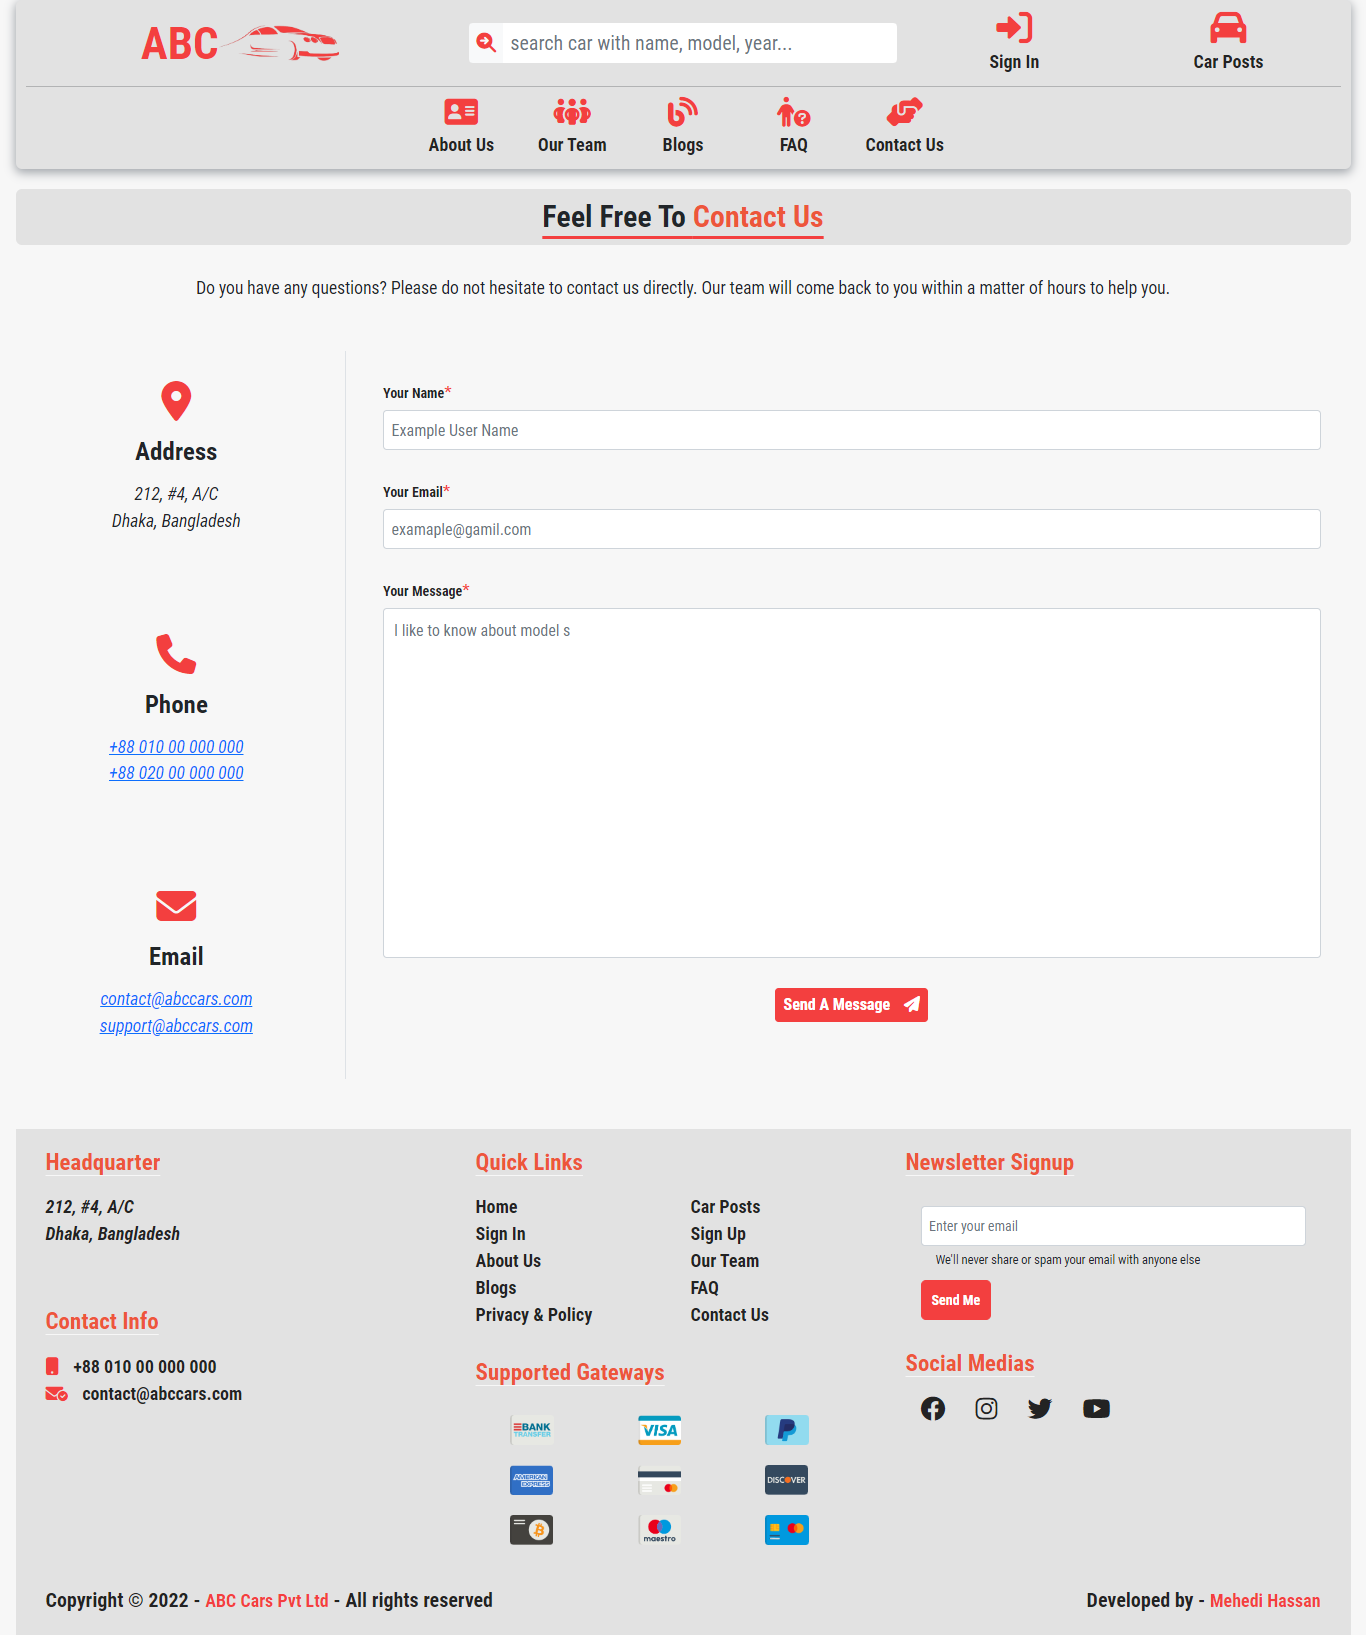 ABC
search car with name, model, year...
Sign In
Car Posts
About Us
Our Team
Blogs
FAQ
Contact Us
Feel Free To Contact Us
Do you have any questions? Please do not hesitate to contact us directly. Our team will come back to you within a matter of hours to help you.
Address
212, #4, A/C
Dhaka, Bangladesh
Phone
+88 010 00 000 000
+88 020 00 000 000
Email
contact@abccars.com
support@abccars.com
Your Name*
Example User Name
Your Email*
examaple@gamil.com
Your Message*
I like to know about model s
Send A Message
Headquarter
212, #4, A/C
Dhaka, Bangladesh
Contact Info
+88 010 00 000 000
contact@abccars.com
Quick Links
Home
Car Posts
Sign In
Sign Up
About Us
Our Team
Blogs
FAQ
Privacy & Policy
Contact Us
Supported Gateways
BANK
TRANSFER
VISA
AMERICAN
EXPRESS
DISCOVER
maestro
Newsletter Signup
Enter your email
We'll never share or spam your email with anyone else
Send Me
Social Medias
Copyright © 2022 - ABC Cars Pvt Ltd - All rights reserved
Developed by - Mehedi Hassan